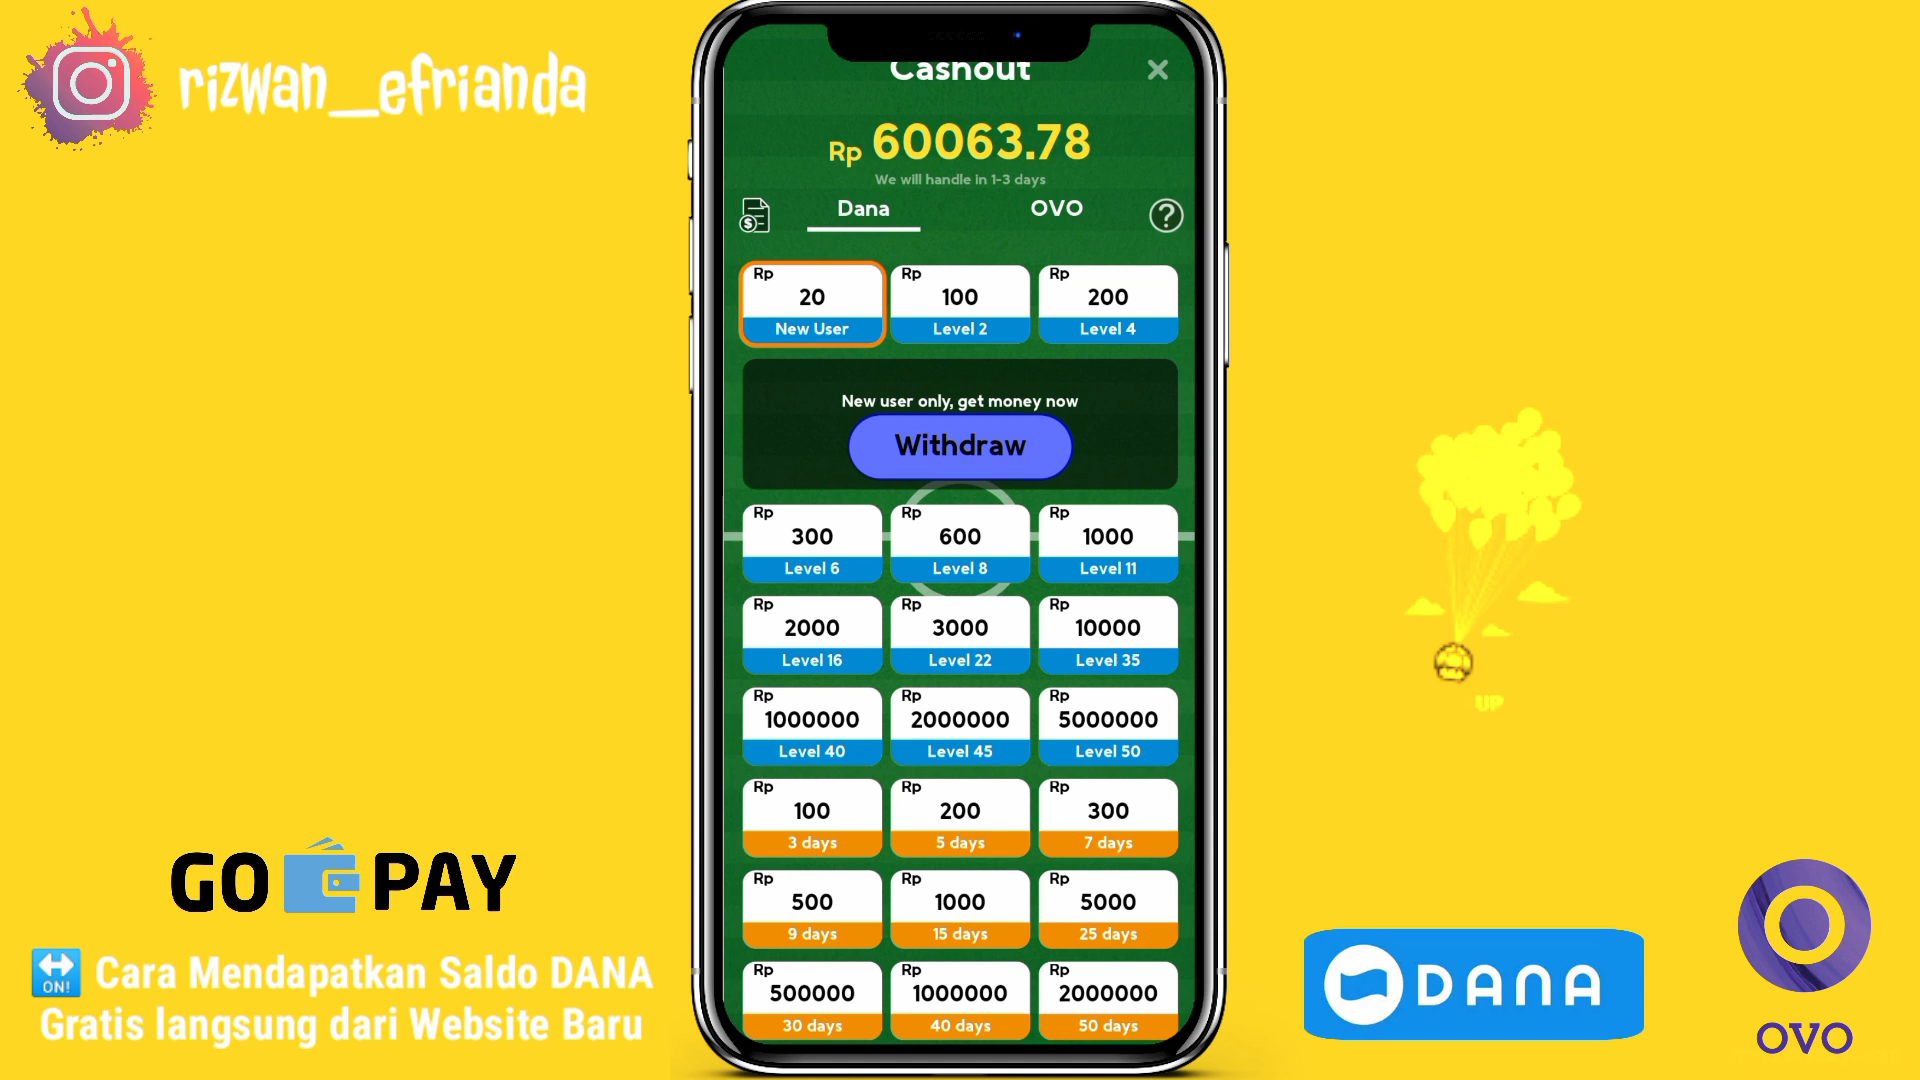 rizwan__efrianda
Cashout
Rp 60063.78
We will handle in 1-3 days
Dana
OVO
Rp
20
New User
Rp
100
Level 2
Rp
200
Level 4
New user only, get money now
Withdraw
Rp
300
Level 6
Rp
600
Level 8
Rp
1000
Level 11
Rp
2000
Level 16
Rp
3000
Level 22
Rp
10000
Level 35
Rp
1000000
Level 40
Rp
2000000
Level 45
Rp
5000000
Level 50
Rp
100
3 days
Rp
200
5 days
Rp
300
7 days
Rp
500
9 days
Rp
1000
15 days
Rp
5000
25 days
Rp
500000
30 days
Rp
1000000
40 days
Rp
2000000
50 days
UP
GO PAY
ON!
Cara Mendapatkan Saldo DANA
Gratis langsung dari Website Baru
DANA
OVO